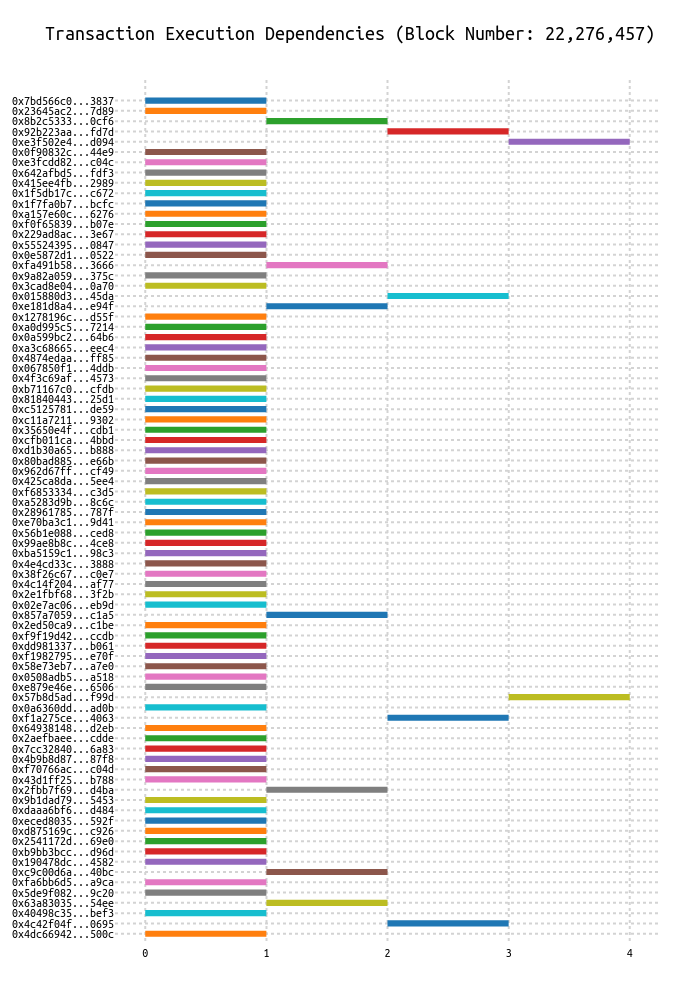 Transaction Execution Dependencies (Block Number: 22,276,457)
0x7bd566c0...3837
0x23645ac2...7d89
0x8b2c5333...0cf6
0x92b223aa...fd7d
0xe3f502e4...d094
0x0f90832c...44e9
0xe3fcdd82...c04c
0x642afbd5...fdf3
0x415ee4fb...2989
0x1f5db17c...c672
0x1f7fa0b7...bcfc
0xa157e60c...6276
0xf0f65839...b07e
0x229ad8ac...3e67
0x55524395...0847
0x0e5872d1...0522
0xfa491b58...3666
0x9a82a059...375c
0x3cad8e04...0a70
0x015880d3...45da
0xe181d8a4...e94f
0x1278196c...d55f
0xa0d995c5...7214
0x0a599bc2...64b6
0xa3c68665...eec4
0x4874edaa...ff85
0x067850f1...4ddb
0x4f3c69af...4573
0xb71167c0...cfdb
0x81840443...25d1
0xc5125781...de59
0xc11a7211...9302
0x35650e4f...cdb1
0xcfb011ca...4bbd
0xd1b30a65...b888
0x80bad885...e66b
0x962d67ff...cf49
0x425ca8da...5ee4
0xf6853334...c3d5
0xa5283d9b...8c6c
0x28961785...787f
0xe70ba3c1...9d41
0x56b1e088...ced8
0x99ae8b8c...4ce8
0xba5159c1...98c3
0x4e4cd33c...3888
0x38f26c67...c0e7
0x4c14f204...af77
0x2e1fbf68...3f2b
0x02e7ac06...eb9d
0x857a7059...c1a5
0x2ed50ca9...c1be
0xf9f19d42...ccdb
0xdd981337...b061
0xf1982795...e70f
0x58e73eb7...a7e0
0x0508adb5...a518
0xe879e46e...6506
0x57b8d5ad...f99d
0x0a6360dd...ad0b
0xf1a275ce...4063
0x64938148...d2eb
0x2aefbaee...cdde
0x7cc32840...6a83
0x4b9b8d87...87f8
0xf70766ac...c04d
0x43d1ff25...b788
0x2fbb7f69...d4ba
0x9b1dad79...5453
0xdaaa6bf6...d484
0xeced8035...592f
0xd875169c...c926
0x2541172d...69e0
0xb9bb3bcc...d96d
0x190478dc...4582
0xc9c00d6a...40bc
0xfa6bb6d5...a9ca
0x5de9f082...9c20
0x63a83035...54ee
0x40498c35...bef3
0x4c42f04f...0695
0x4dc66942...500c
0 1 2 3 4